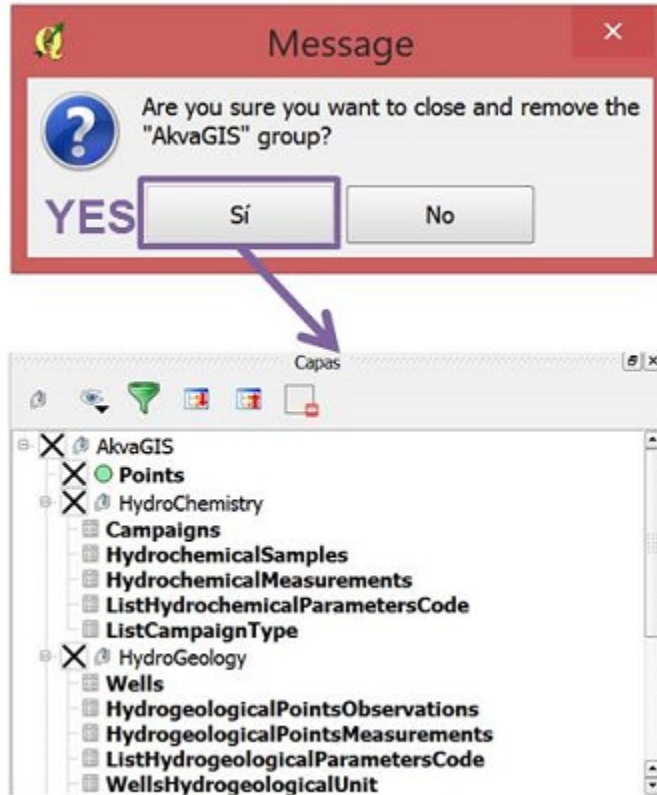 Message
Are you sure you want to close and remove the
"AkvaGIS" group?
YES
Sí
No
Capas
AkvaGIS
Points
HydroChemistry
Campaigns
HydrochemicalSamples
HydrochemicalMeasurements
ListHydrochemicalParametersCode
ListCampaignType
HydroGeology
Wells
HydrogeologicalPointsObservations
HydrogeologicalPointsMeasurements
ListHydrogeologicalParametersCode
WellsHydrogeologicalUnit